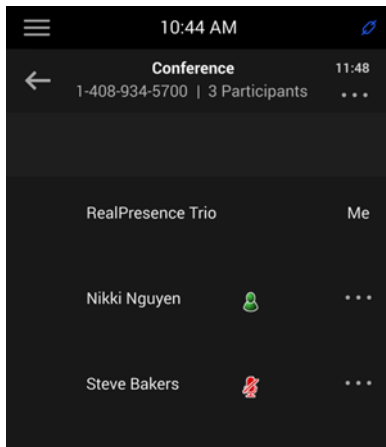 10:44 AM
Conference 11:48
1-408-934-5700 | 3 Participants
RealPresence Trio Me
Nikki Nguyen
Steve Bakers